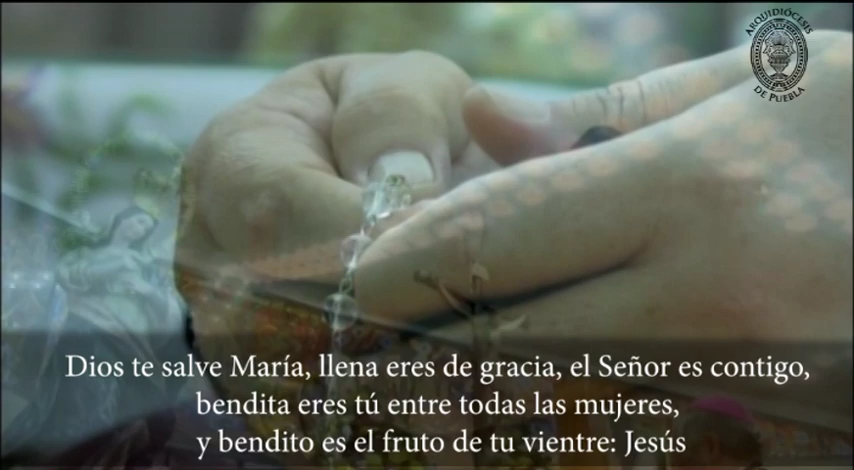 ARQUIDIÓCESIS
DE PUEBLA
Dios te salve María, llena eres de gracia, el Señor es contigo,
bendita eres tú entre todas las mujeres,
y bendito es el fruto de tu vientre: Jesús